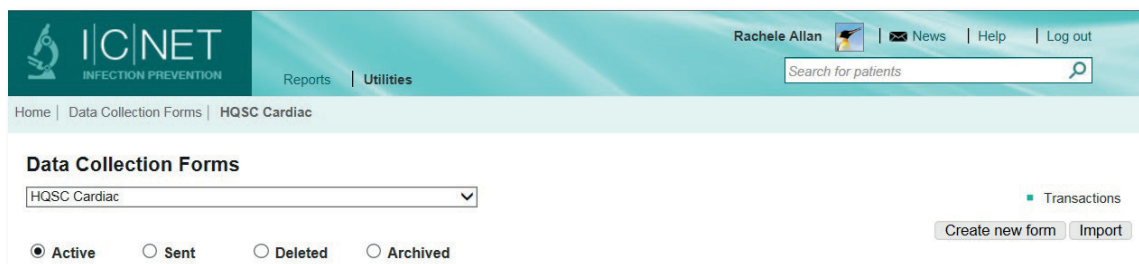 I|C|NET
INFECTION PREVENTION
Reports | Utilities
Rachele Allan | News | Help | Log out
Search for patients
Home | Data Collection Forms | HQSC Cardiac
Data Collection Forms
HQSC Cardiac
Transactions
Create new form Import
Active Sent Deleted Archived